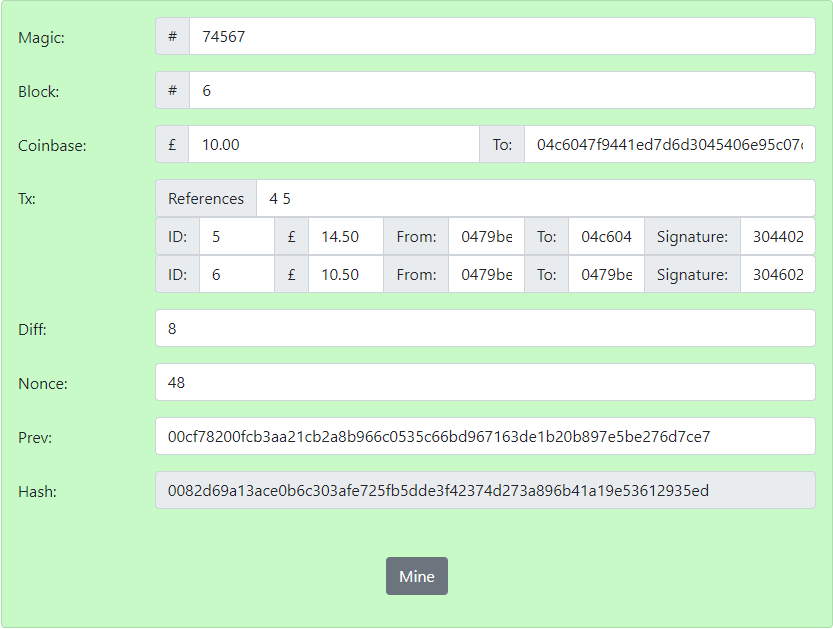 Magic: # 74567
Block: # 6
Coinbase: £ 10.00 To: 04c6047f9441ed7d6d3045406e95c07c
Tx: References 4 5
ID: 5 £ 14.50 From: 0479be To: 04c604 Signature: 304402
ID: 6 £ 10.50 From: 0479be To: 0479be Signature: 304602
Diff: 8
Nonce: 48
Prev: 00cf78200fcb3aa21cb2a8b966c0535c66bd967163de1b20b897e5be276d7ce7
Hash: 0082d69a13ace0b6c303afe725fb5dde3f42374d273a896b41a19e53612935ed
Mine